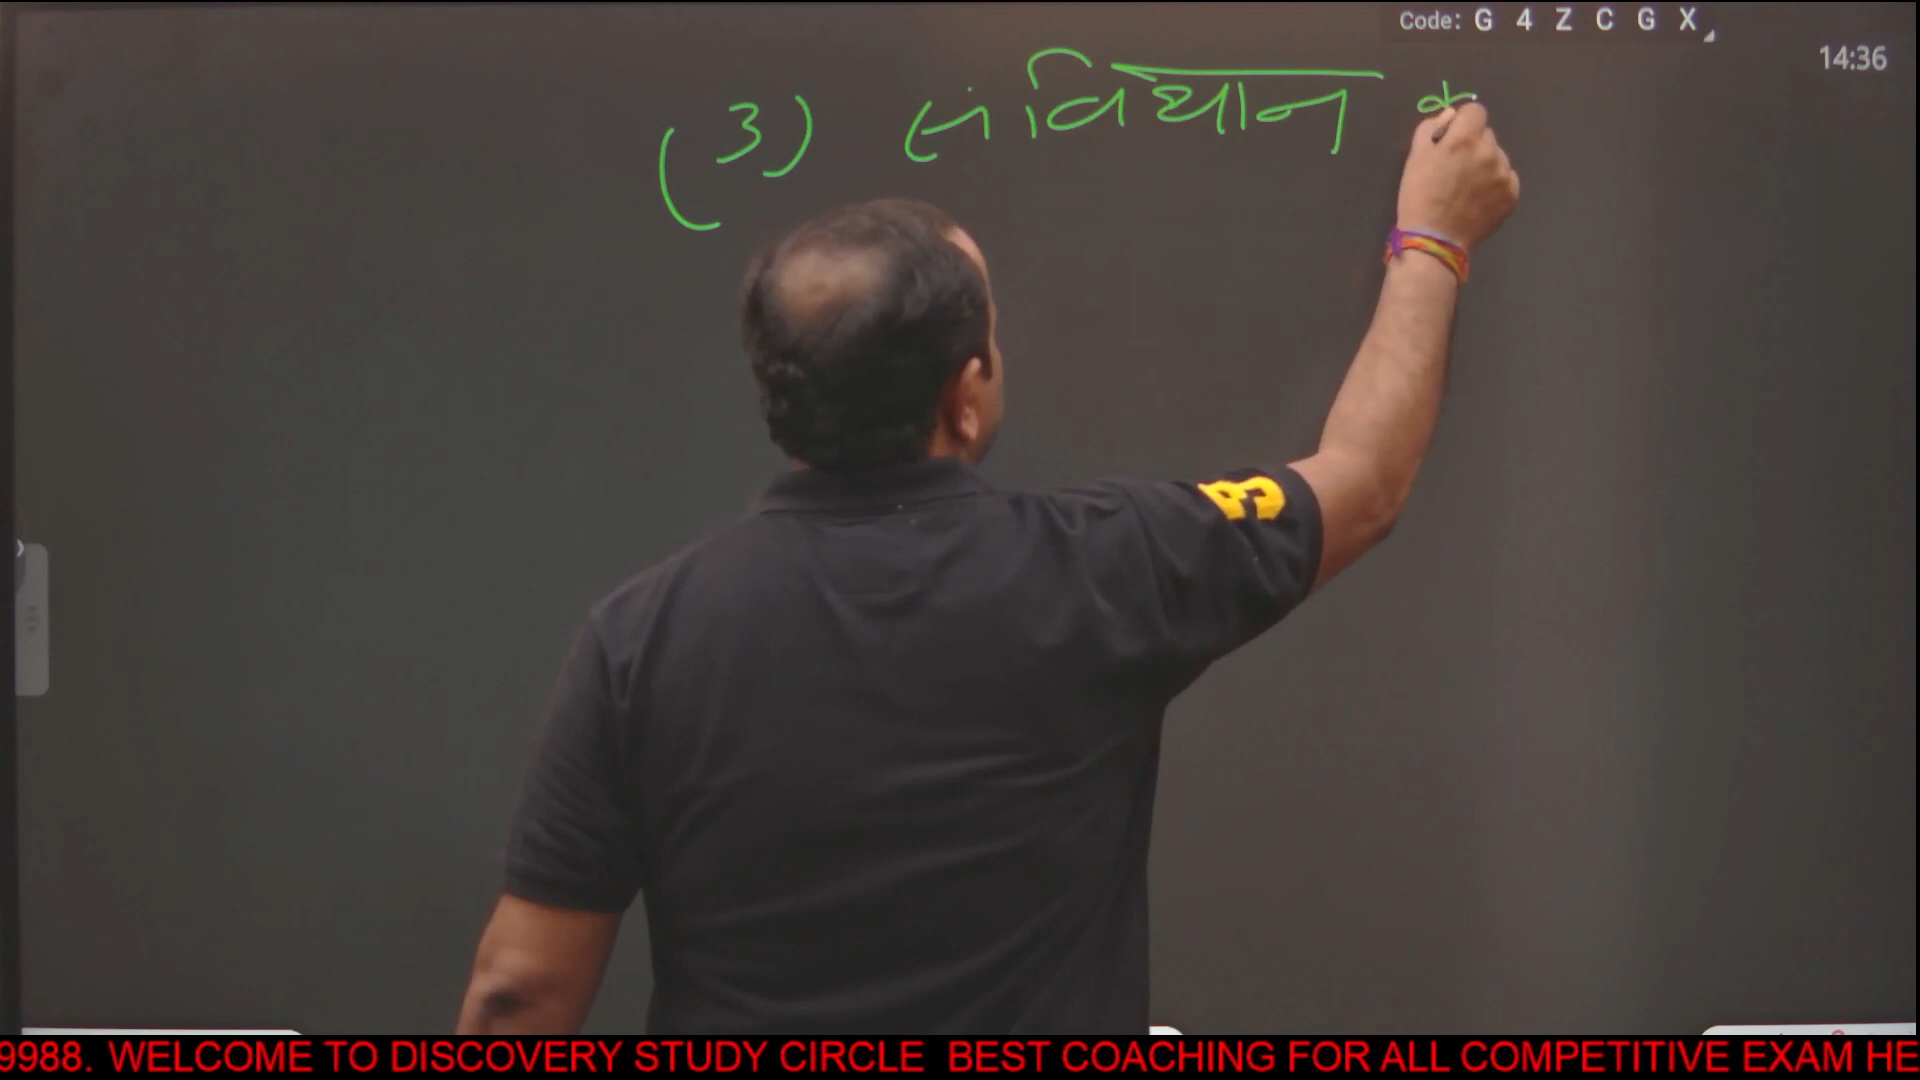 Code: G 4 Z C G X
14:36
(3) संविधान क
9988. WELCOME TO DISCOVERY STUDY CIRCLE BEST COACHING FOR ALL COMPETITIVE EXAM HE